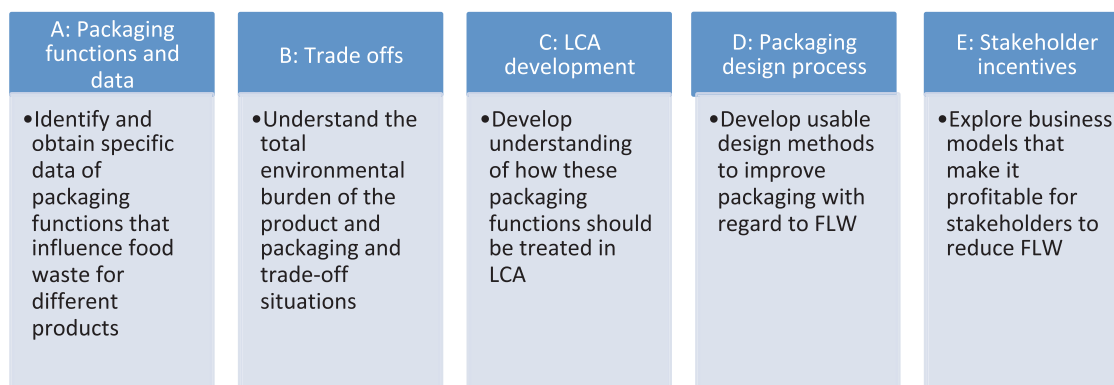 A: Packaging
functions and
data
•Identify and
obtain specific
data of
packaging
functions that
influence food
waste for
different
products
B: Trade offs
•Understand the
total
environmental
burden of the
product and
packaging and
trade-off
situations
C: LCA
development
•Develop
understanding
of how these
packaging
functions should
be treated in
LCA
D: Packaging
design process
•Develop usable
design methods
to improve
packaging with
regard to FLW
E: Stakeholder
incentives
•Explore business
models that
make it
profitable for
stakeholders to
reduce FLW